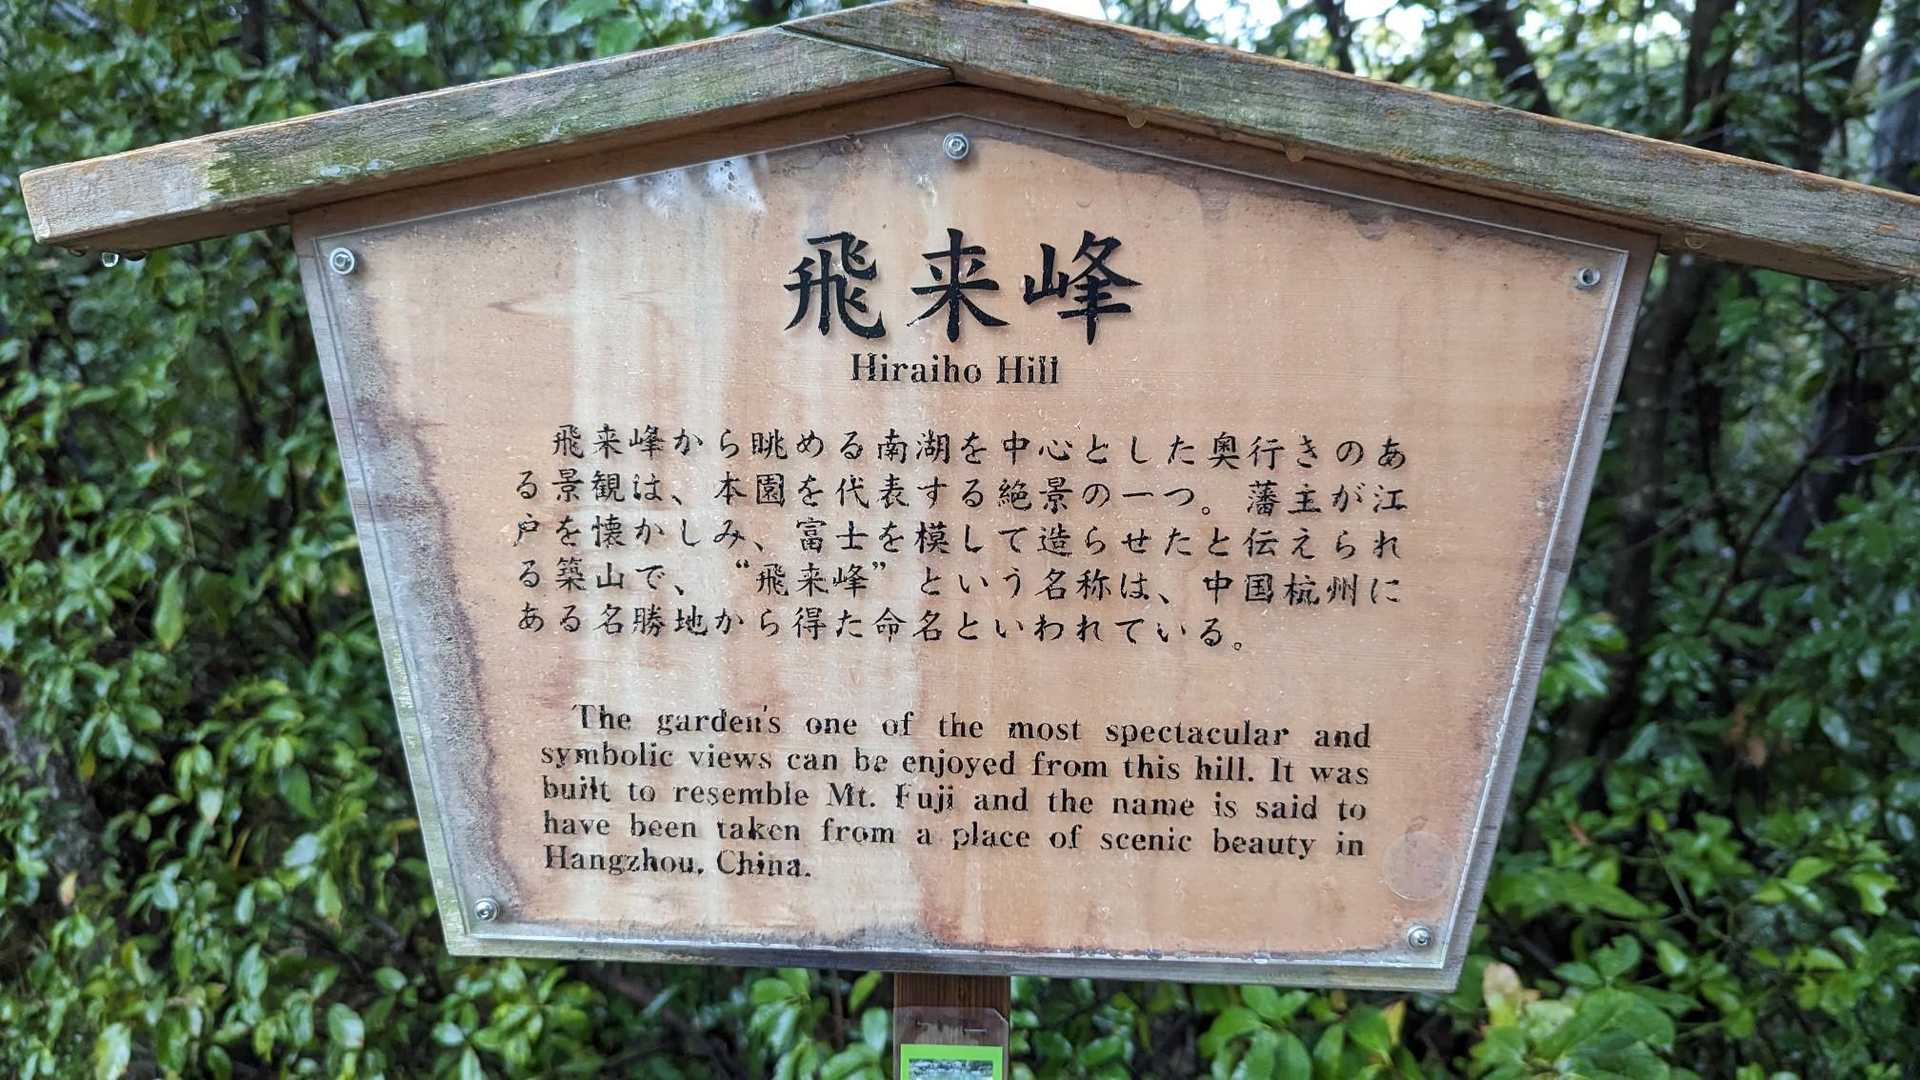 飛来峰
Hiraiho Hill
飛来峰から眺める南湖を中心とした奥行きのあ
る景観は、本園を代表する絶景の一つ。藩主が江
戸を懐かしみ、富士を模して造らせたと伝えられ
る築山で、“飛来峰”という名称は、中国杭州に
ある名勝地から得た命名といわれている。
The garden's one of the most spectacular and
symbolic views can be enjoyed from this hill. It was
built to resemble Mt. Fuji and the name is said to
have been taken from a place of scenic beauty in
Hangzhou, China.